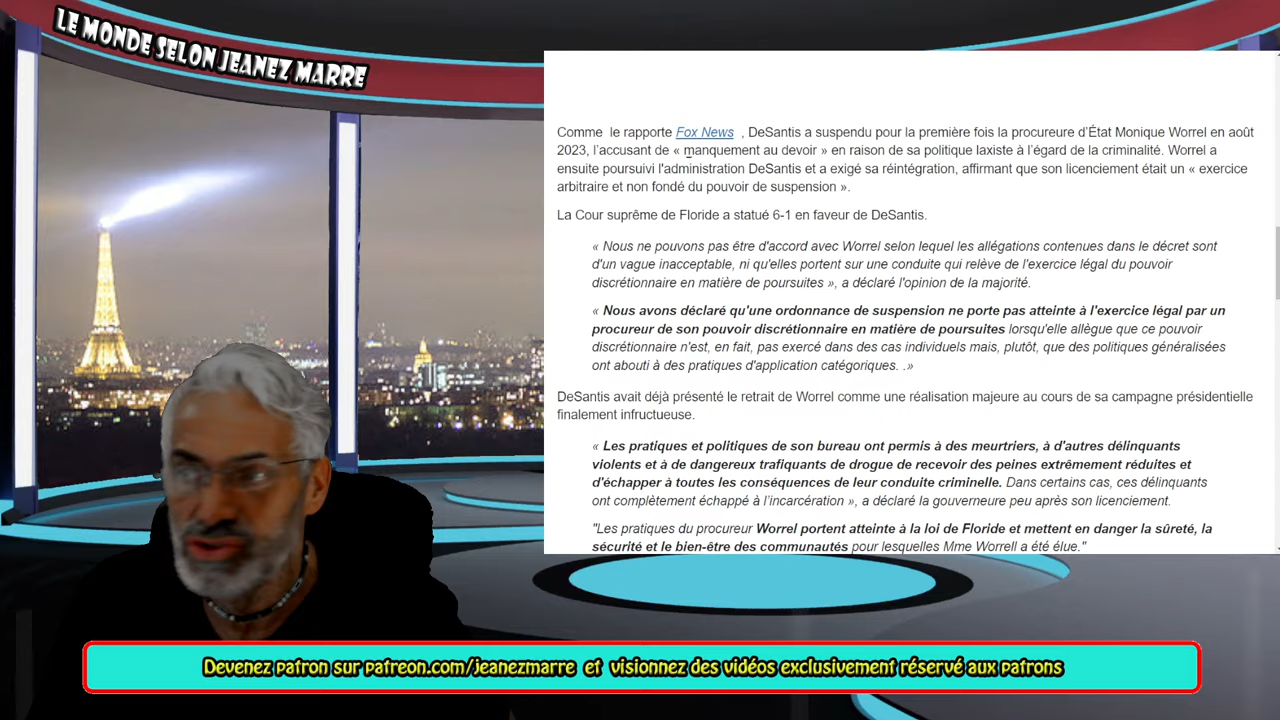 LE MONDE SELON JEANEZ MARRE
Comme le rapporte Fox News , DeSantis a suspendu pour la première fois la procureure d'État Monique Worrel en août
2023, l'accusant de « manquement au devoir » en raison de sa politique laxiste à l'égard de la criminalité. Worrel a
ensuite poursuivi l'administration DeSantis et a exigé sa réintégration, affirmant que son licenciement était un « exercice
arbitraire et non fondé du pouvoir de suspension ».
La Cour suprême de Floride a statué 6-1 en faveur de DeSantis.
« Nous ne pouvons pas être d'accord avec Worrel selon lequel les allégations contenues dans le décret sont
d'un vague inacceptable, ni qu'elles portent sur une conduite qui relève de l'exercice légal du pouvoir
discrétionnaire en matière de poursuites », a déclaré l'opinion de la majorité.
« Nous avons déclaré qu'une ordonnance de suspension ne porte pas atteinte à l'exercice légal par un
procureur de son pouvoir discrétionnaire en matière de poursuites lorsqu'elle allègue que ce pouvoir
discrétionnaire n'est, en fait, pas exercé dans des cas individuels mais, plutôt, que des politiques généralisées
ont abouti à des pratiques d'application catégoriques. .»
DeSantis avait déjà présenté le retrait de Worrel comme une réalisation majeure au cours de sa campagne présidentielle
finalement infructueuse.
« Les pratiques et politiques de son bureau ont permis à des meurtriers, à d'autres délinquants
violents et à de dangereux trafiquants de drogue de recevoir des peines extrêmement réduites et
d'échapper à toutes les conséquences de leur conduite criminelle. Dans certains cas, ces délinquants
ont complètement échappé à l'incarcération », a déclaré la gouverneure peu après son licenciement.
"Les pratiques du procureur Worrel portent atteinte à la loi de Floride et mettent en danger la sûreté, la
sécurité et le bien-être des communautés pour lesquelles Mme Worrell a été élue."
Devenez patron sur patreon.com/jeanezmarre et visionnez des vidéos exclusivement réservé aux patrons